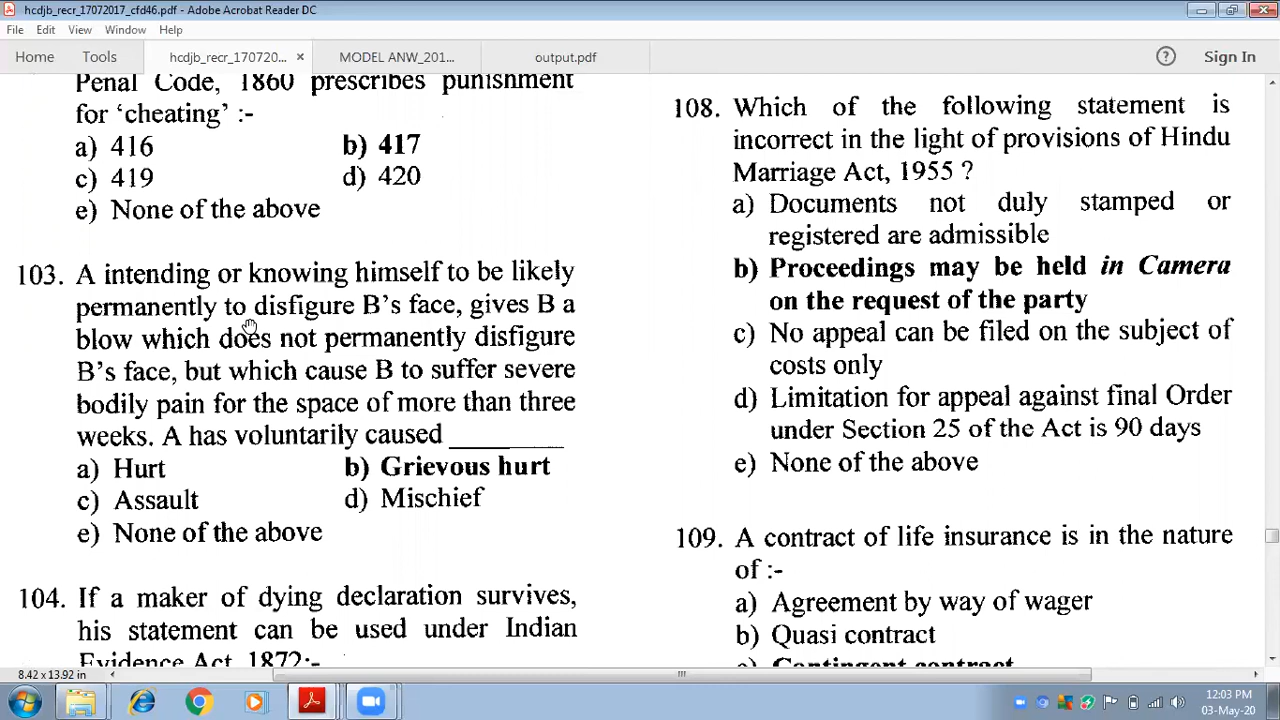 hcdjb_recr_17072017_cfd46.pdf - Adobe Acrobat Reader DC
File Edit View Window Help
Home Tools hcdjb_recr_170720... × MODEL ANW_201... output.pdf Sign In
Penal Code, 1860 prescribes punishment
for ‘cheating’ :-
a) 416 b) 417
c) 419 d) 420
e) None of the above
103. A intending or knowing himself to be likely
permanently to disfigure B’s face, gives B a
blow which does not permanently disfigure
B’s face, but which cause B to suffer severe
bodily pain for the space of more than three
weeks. A has voluntarily caused __________
a) Hurt b) Grievous hurt
c) Assault d) Mischief
e) None of the above
104. If a maker of dying declaration survives,
his statement can be used under Indian
Evidence Act, 1872:-
108. Which of the following statement is
incorrect in the light of provisions of Hindu
Marriage Act, 1955 ?
a) Documents not duly stamped or
registered are admissible
b) Proceedings may be held in Camera
on the request of the party
c) No appeal can be filed on the subject of
costs only
d) Limitation for appeal against final Order
under Section 25 of the Act is 90 days
e) None of the above
109. A contract of life insurance is in the nature
of :-
a) Agreement by way of wager
b) Quasi contract
c) Contingent contract
8.42 x 13.92 in
12:03 PM
03-May-20